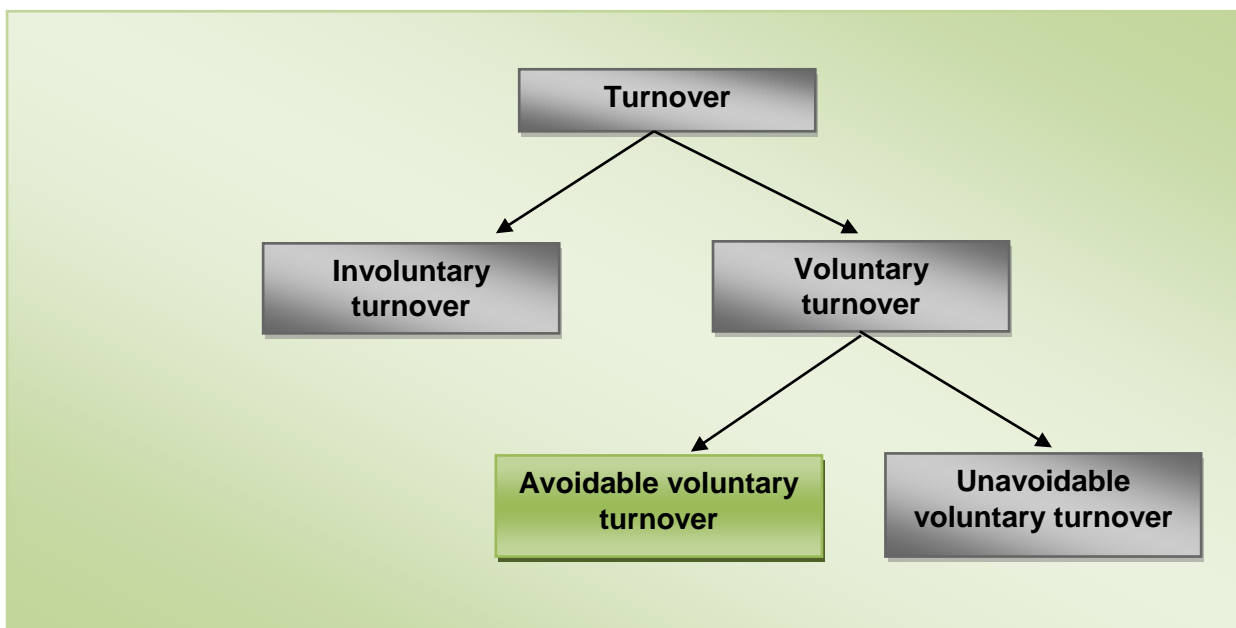 Turnover
Involuntary
turnover
Voluntary
turnover
Avoidable voluntary
turnover
Unavoidable
voluntary turnover